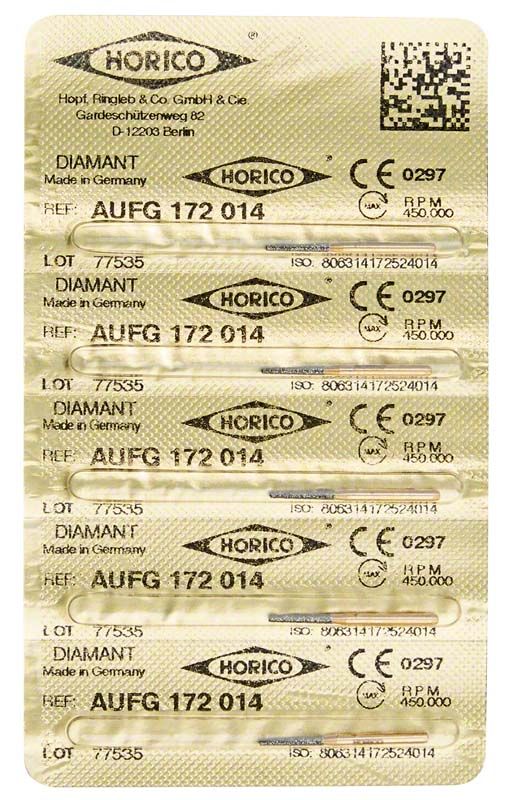 HORICO ®
Hopf, Ringleb & Co. GmbH & Cie.
Gardeschützenweg 82
D-12203 Berlin
DIAMANT HORICO ® CE 0297
Made in Germany
REF: AUFG 172 014 MAX RPM 450.000
LOT 77535 ISO: 806314172524014
DIAMANT HORICO ® CE 0297
Made in Germany
REF: AUFG 172 014 MAX RPM 450.000
LOT 77535 ISO: 806314172524014
DIAMANT HORICO ® CE 0297
Made in Germany
REF: AUFG 172 014 MAX RPM 450.000
LOT 77535 ISO: 806314172524014
DIAMANT HORICO ® CE 0297
Made in Germany
REF: AUFG 172 014 MAX RPM 450.000
LOT 77535 ISO: 806314172524014
DIAMANT HORICO ® CE 0297
Made in Germany
REF: AUFG 172 014 MAX RPM 450.000
LOT 77535 ISO: 806314172524014